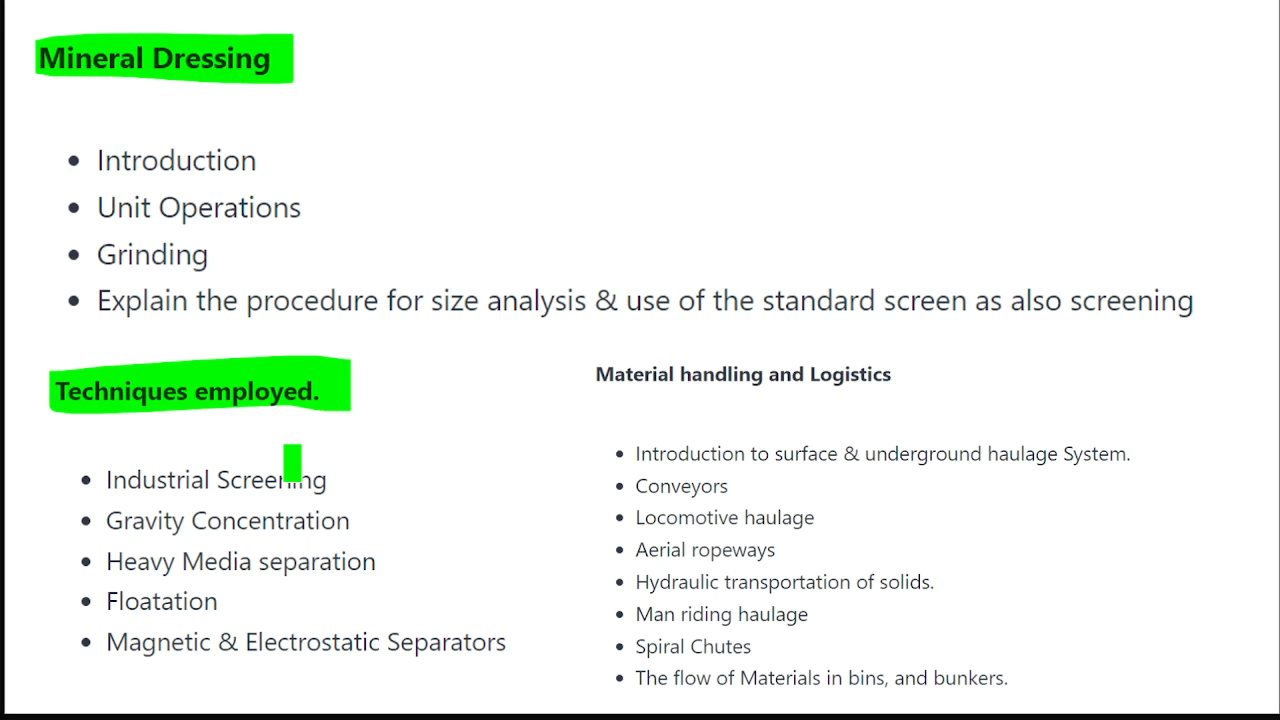 Mineral Dressing
• Introduction
• Unit Operations
• Grinding
• Explain the procedure for size analysis & use of the standard screen as also screening
Techniques employed.
• Industrial Screening
• Gravity Concentration
• Heavy Media separation
• Floatation
• Magnetic & Electrostatic Separators
Material handling and Logistics
• Introduction to surface & underground haulage System.
• Conveyors
• Locomotive haulage
• Aerial ropeways
• Hydraulic transportation of solids.
• Man riding haulage
• Spiral Chutes
• The flow of Materials in bins, and bunkers.